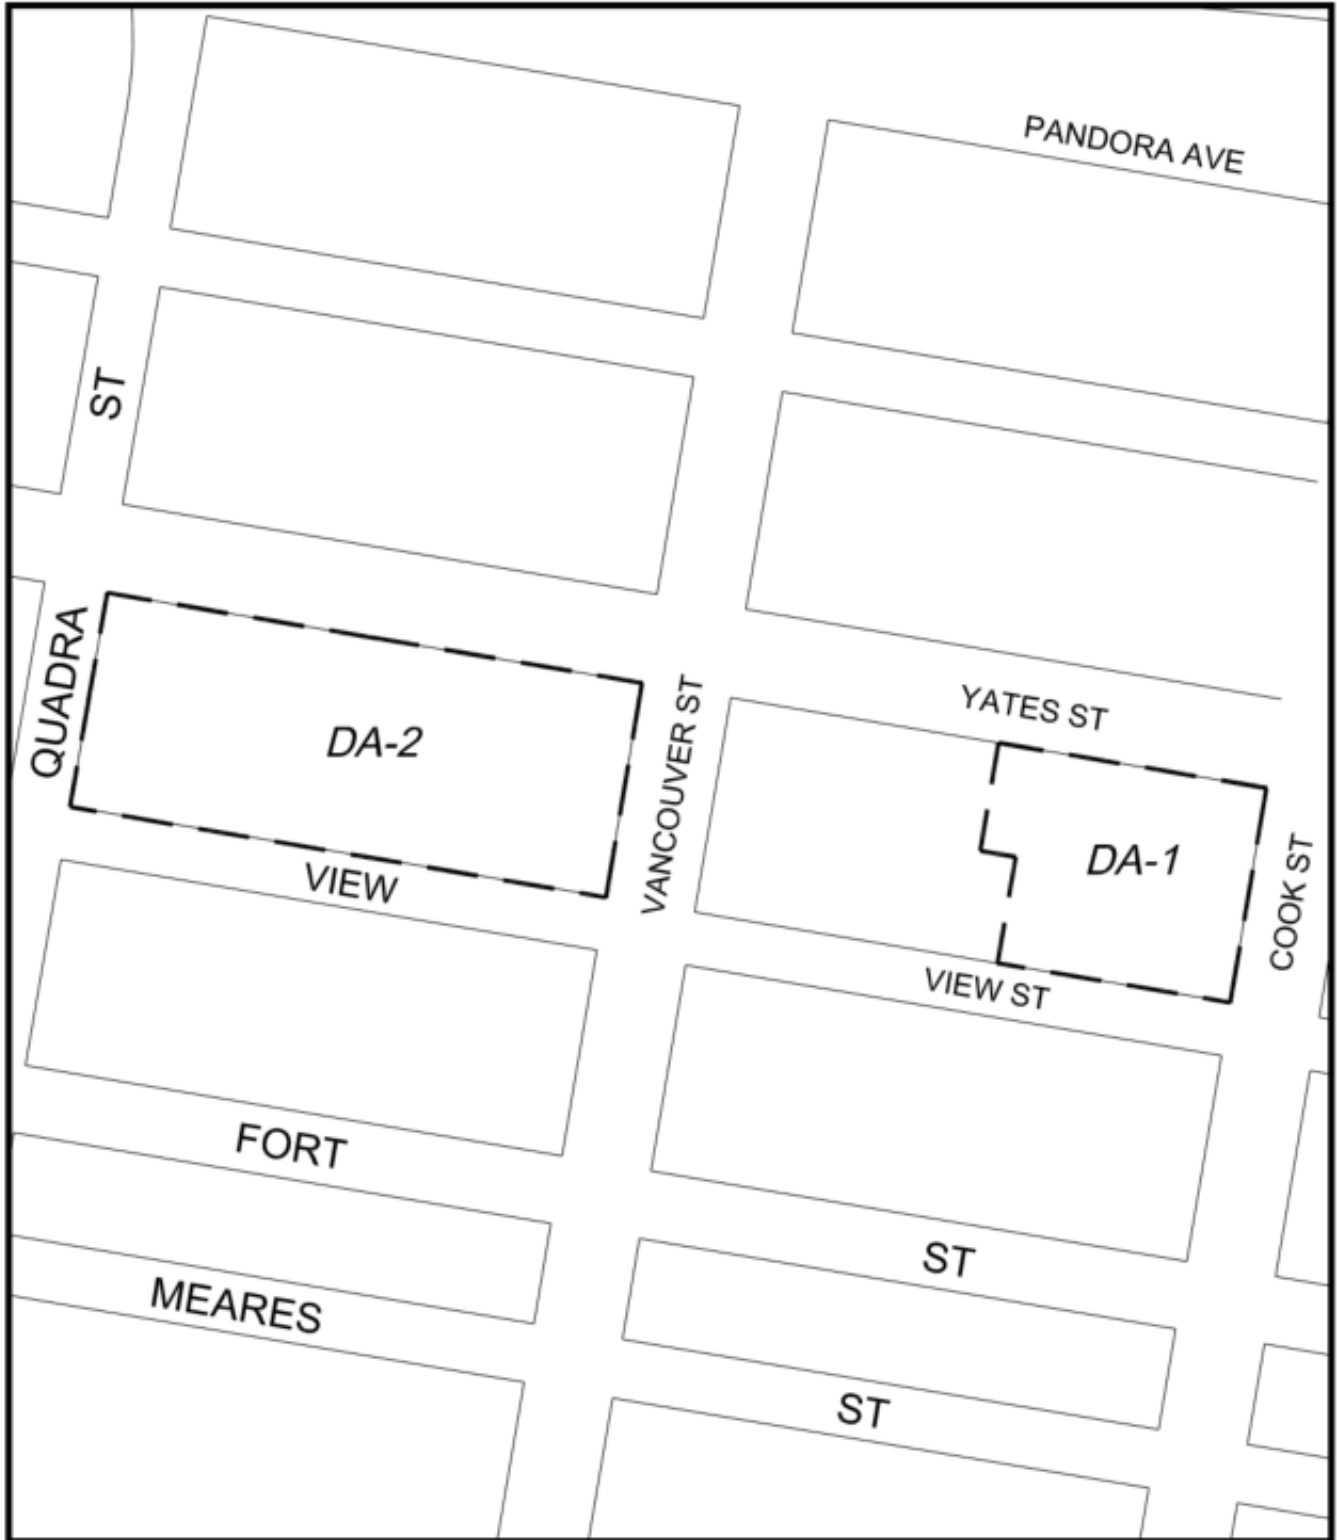 PANDORA AVE
ST
QUADRA
YATES ST
DA-2
VANCOUVER ST
DA-1
COOK ST
VIEW
VIEW ST
FORT
ST
MEARES
ST